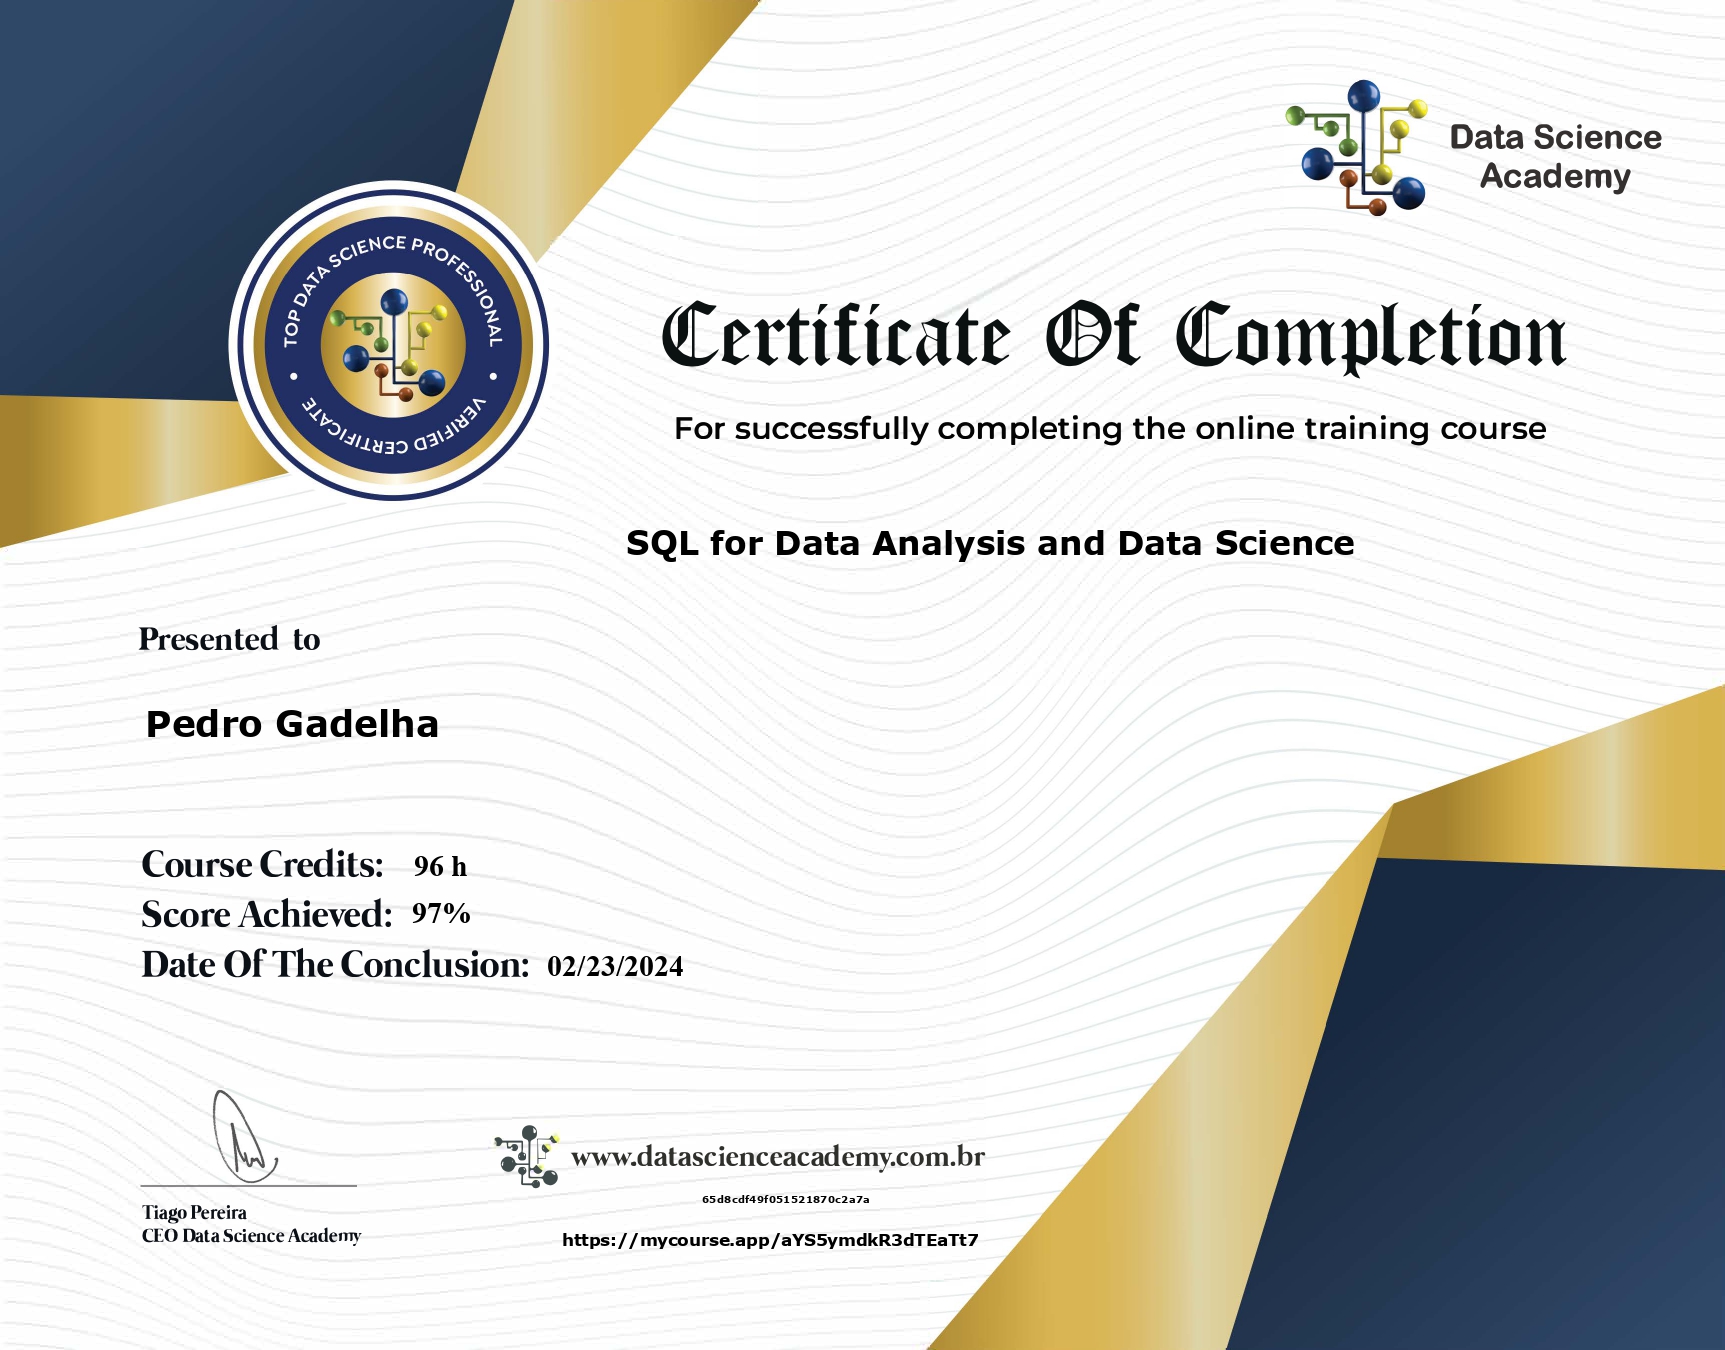 Data Science
Academy
TOP DATA SCIENCE PROFESSIONAL
• VERIFIED CERTIFICATE •
Certificate Of Completion
For successfully completing the online training course
SQL for Data Analysis and Data Science
Presented to
Pedro Gadelha
Course Credits: 96 h
Score Achieved: 97%
Date Of The Conclusion: 02/23/2024
Tiago Pereira
CEO Data Science Academy
www.datascienceacademy.com.br
65d8cdf49f051521870c2a7a
https://mycourse.app/aYS5ymdkR3dTEaTt7